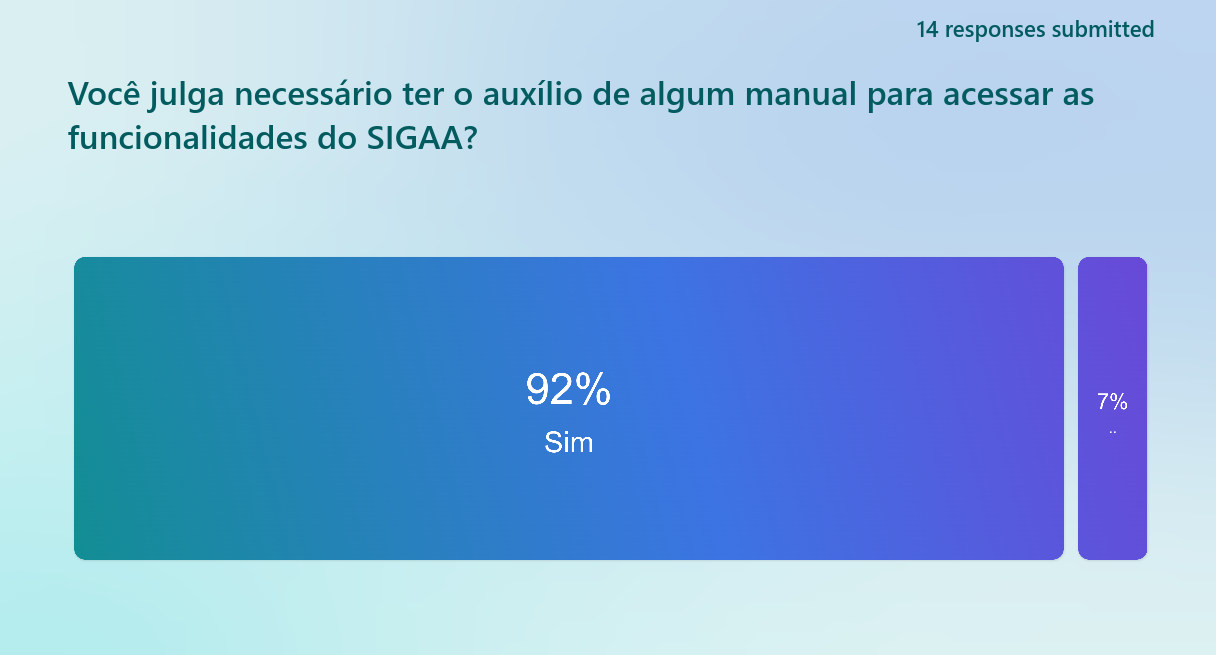 14 responses submitted
Você julga necessário ter o auxílio de algum manual para acessar as
funcionalidades do SIGAA?
92%
Sim
7%
..